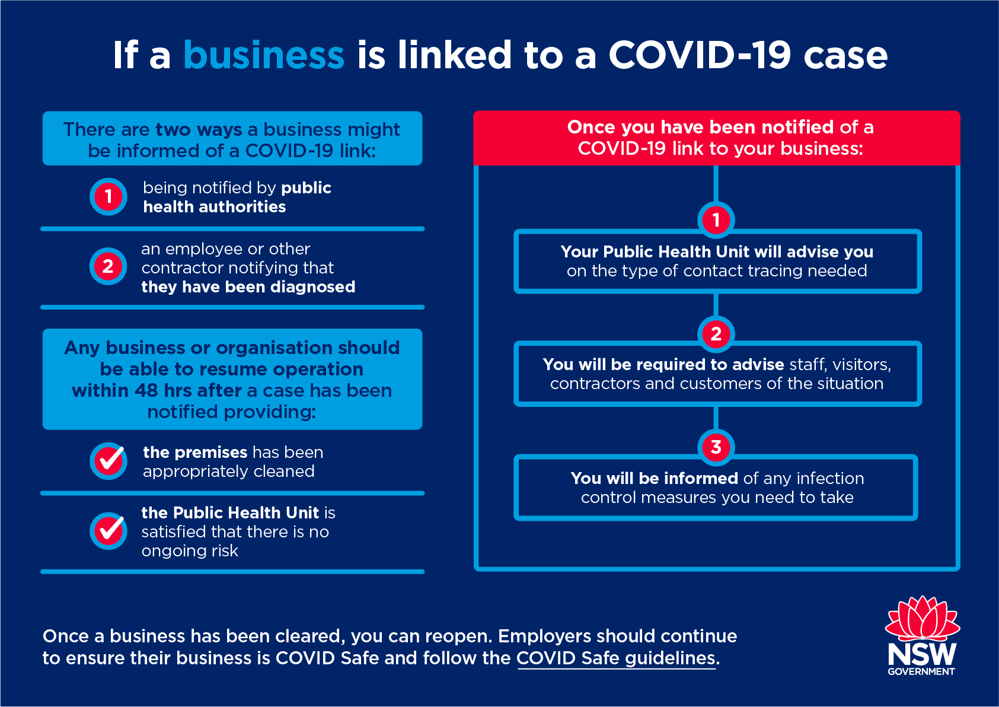 If a business is linked to a COVID-19 case
There are two ways a business might
be informed of a COVID-19 link:
1
being notified by public
health authorities
2
an employee or other
contractor notifying that
they have been diagnosed
Any business or organisation should
be able to resume operation
within 48 hrs after a case has been
notified providing:
the premises has been
appropriately cleaned
the Public Health Unit is
satisfied that there is no
ongoing risk
Once you have been notified of a
COVID-19 link to your business:
1
Your Public Health Unit will advise you
on the type of contact tracing needed
2
You will be required to advise staff, visitors,
contractors and customers of the situation
3
You will be informed of any infection
control measures you need to take
Once a business has been cleared, you can reopen. Employers should continue
to ensure their business is COVID Safe and follow the COVID Safe guidelines.
NSW
GOVERNMENT